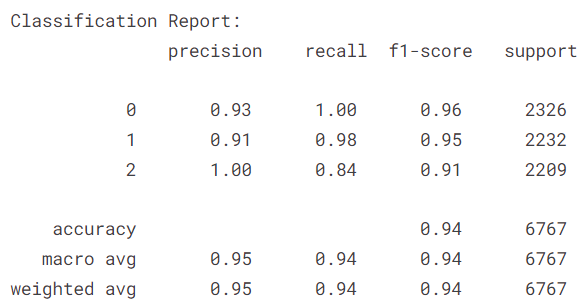 Classification Report:
precision recall f1-score support
0 0.93 1.00 0.96 2326
1 0.91 0.98 0.95 2232
2 1.00 0.84 0.91 2209
accuracy 0.94 6767
macro avg 0.95 0.94 0.94 6767
weighted avg 0.95 0.94 0.94 6767